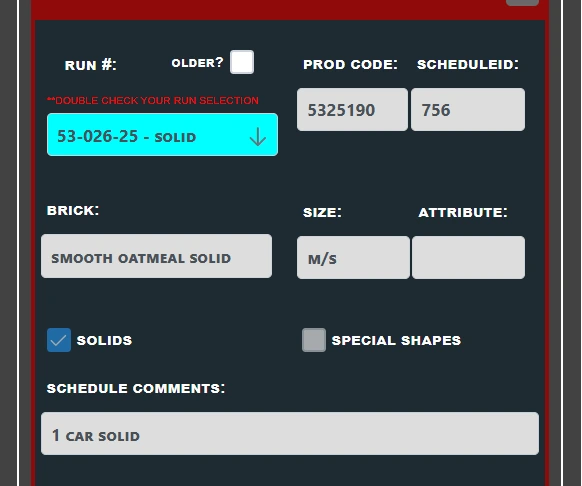 RUN #: OLDER? PROD CODE: SCHEDULEID:
**DOUBLE CHECK YOUR RUN SELECTION
53-026-25 - SOLID 5325190 756
BRICK: SIZE: ATTRIBUTE:
SMOOTH OATMEAL SOLID M/S
SOLIDS SPECIAL SHAPES
SCHEDULE COMMENTS:
1 CAR SOLID